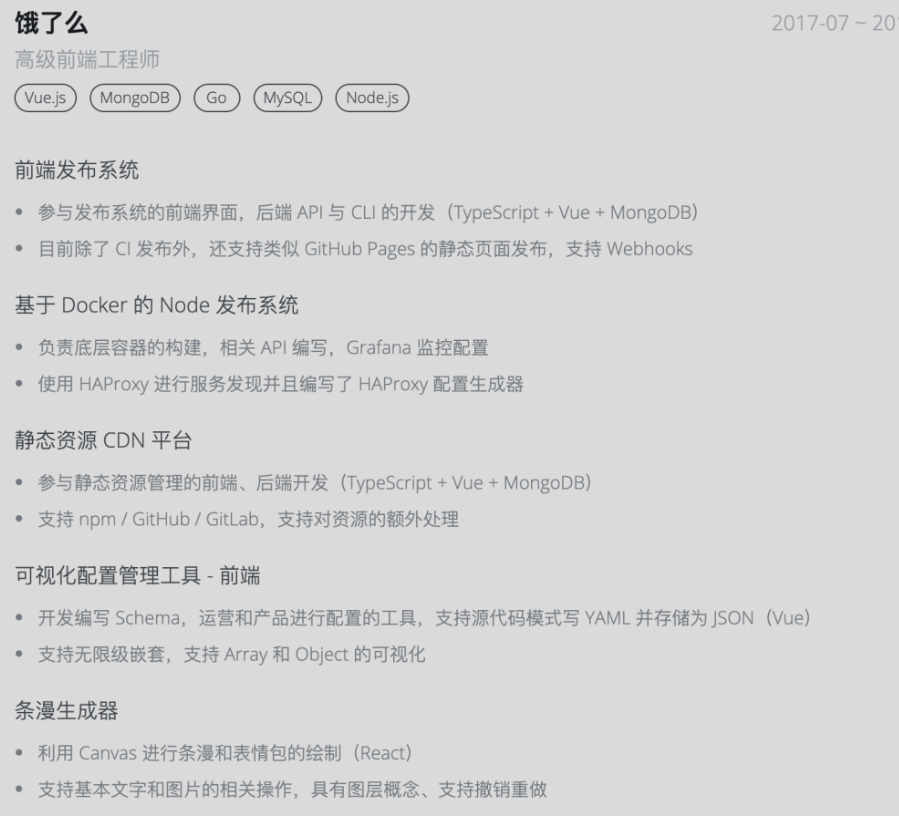 饿了么
2017-07 ~ 201
高级前端工程师
Vue.js MongoDB Go MySQL Node.js
前端发布系统
• 参与发布系统的前端界面，后端 API 与 CLI 的开发（TypeScript + Vue + MongoDB）
• 目前除了 CI 发布外，还支持类似 GitHub Pages 的静态页面发布，支持 Webhooks
基于 Docker 的 Node 发布系统
• 负责底层容器的构建，相关 API 编写，Grafana 监控配置
• 使用 HAProxy 进行服务发现并且编写了 HAProxy 配置生成器
静态资源 CDN 平台
• 参与静态资源管理的前端、后端开发（TypeScript + Vue + MongoDB）
• 支持 npm / GitHub / GitLab，支持对资源的额外处理
可视化配置管理工具 - 前端
• 开发编写 Schema，运营和产品进行配置的工具，支持源代码模式写 YAML 并存储为 JSON（Vue）
• 支持无限级嵌套，支持 Array 和 Object 的可视化
条漫生成器
• 利用 Canvas 进行条漫和表情包的绘制（React）
• 支持基本文字和图片的相关操作，具有图层概念、支持撤销重做